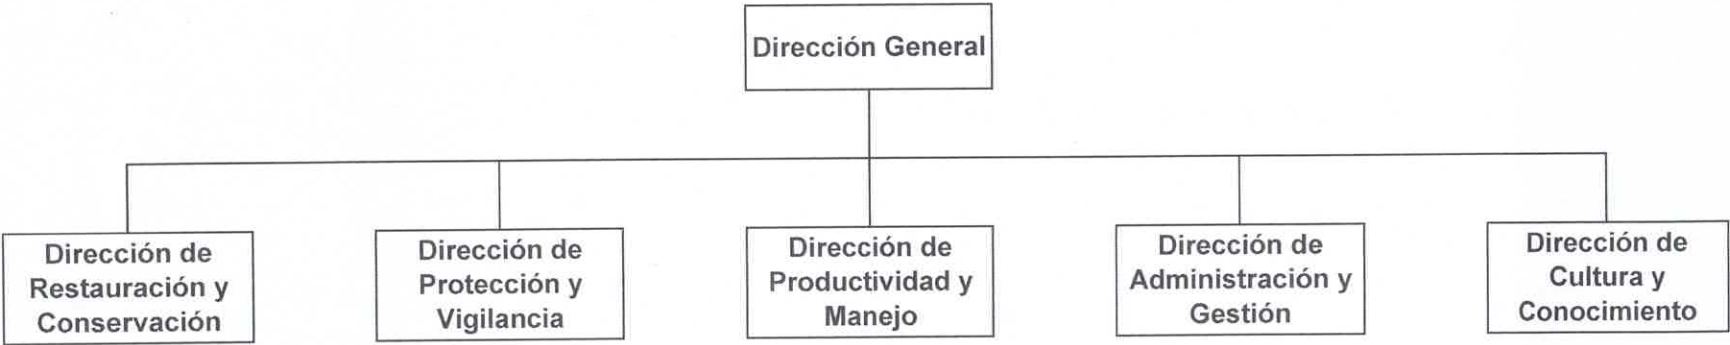 Dirección General
Dirección de
Restauración y
Conservación
Dirección de
Protección y
Vigilancia
Dirección de
Productividad y
Manejo
Dirección de
Administración y
Gestión
Dirección de
Cultura y
Conocimiento